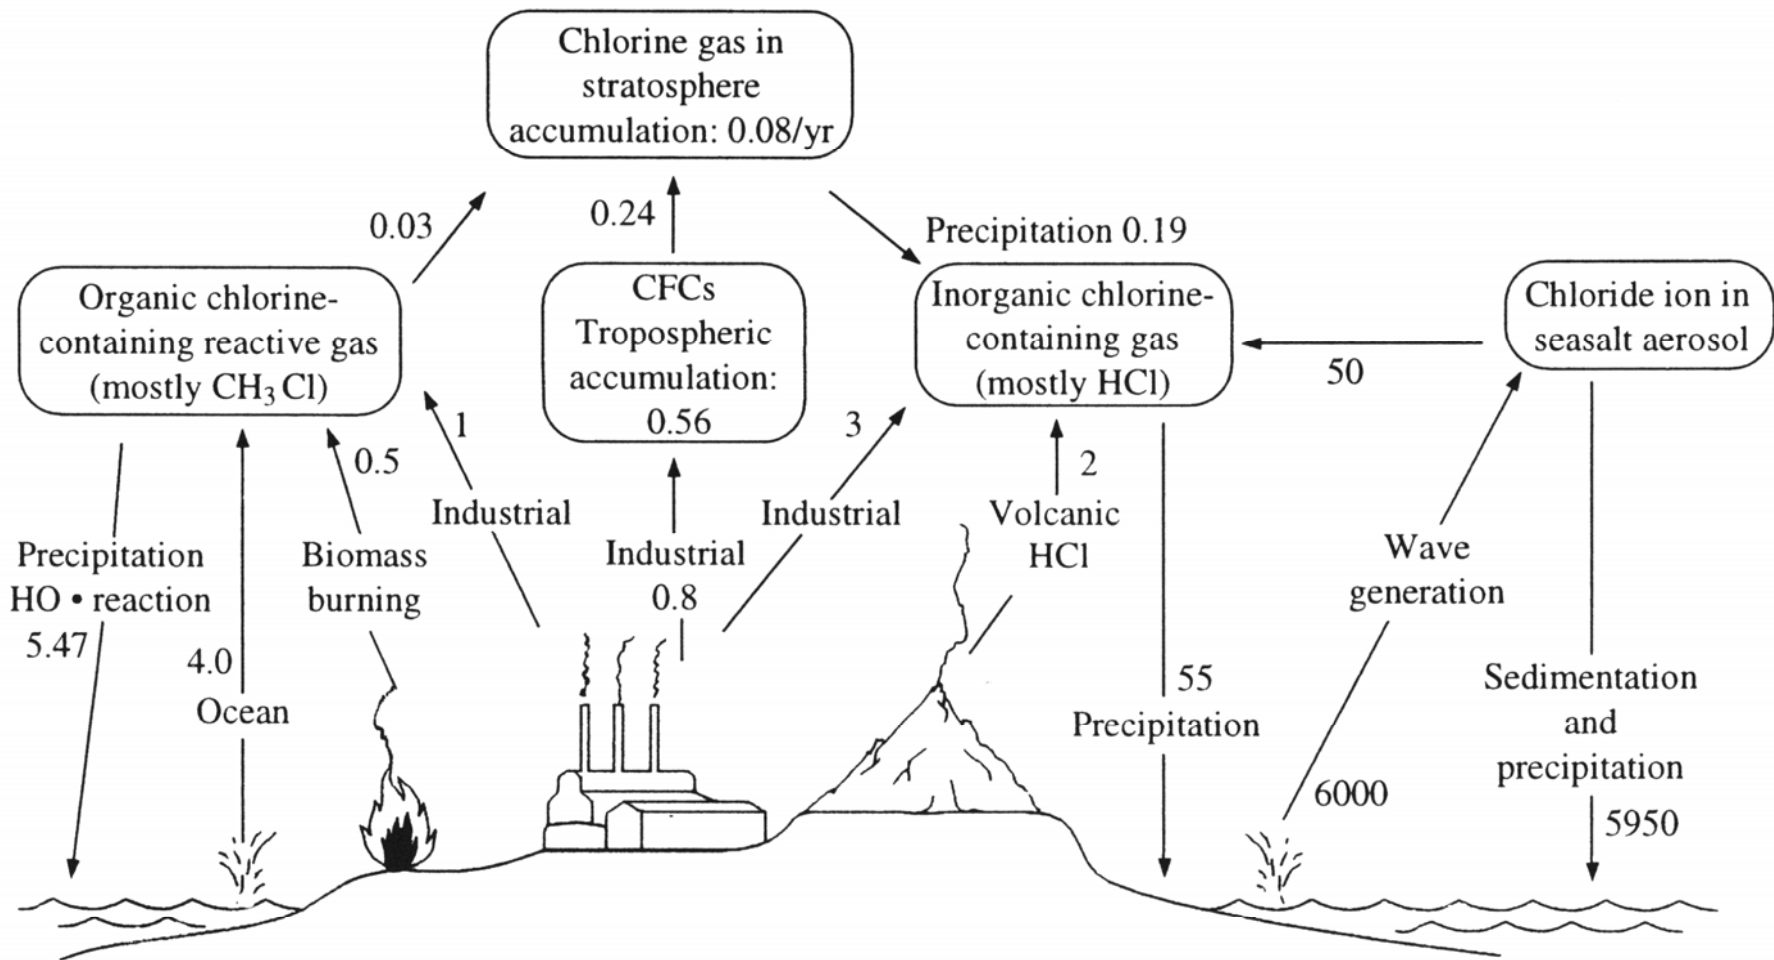 Chlorine gas in
stratosphere
accumulation: 0.08/yr
0.03
0.24
Precipitation 0.19
Organic chlorine-
containing reactive gas
(mostly CH₃ Cl)
CFCs
Tropospheric
accumulation:
0.56
Inorganic chlorine-
containing gas
(mostly HCl)
Chloride ion in
seasalt aerosol
50
1
0.5
3
2
Industrial
Industrial
0.8
Industrial
Volcanic
HCl
Precipitation
HO • reaction
5.47
Biomass
burning
4.0
Ocean
55
Precipitation
Wave
generation
6000
Sedimentation
and
precipitation
5950